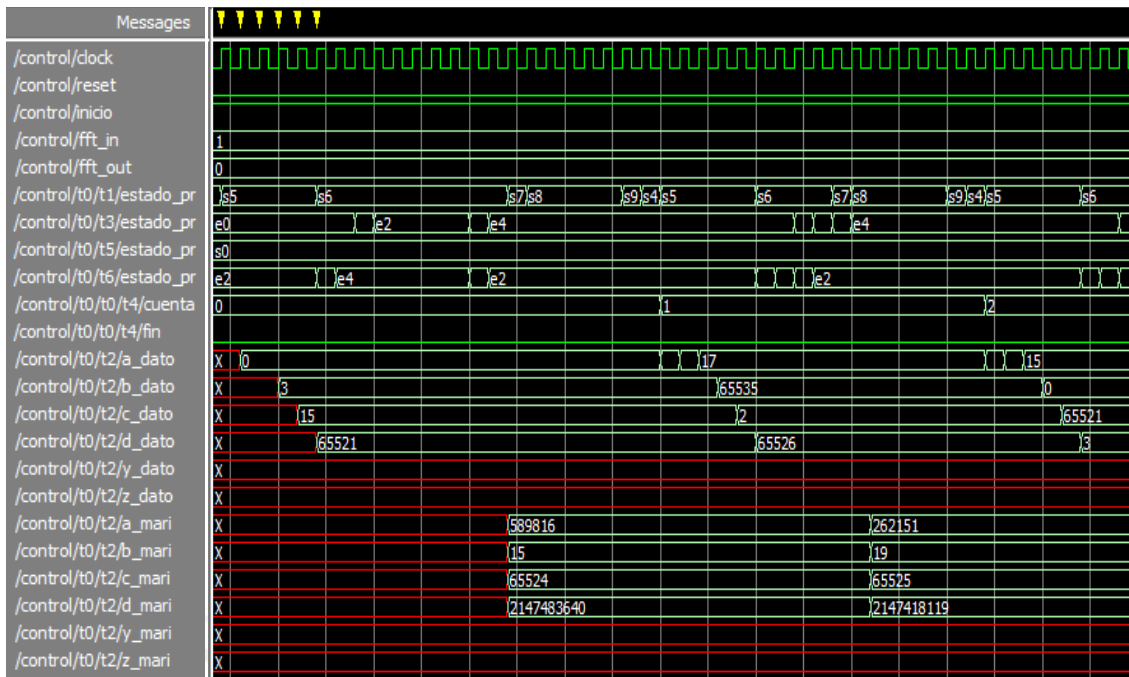 Messages
/control/clock
/control/reset
/control/inicio
/control/fft_in 1
/control/fft_out 0
/control/t0/t1/estado_pr s5 s6 s7 s8 s9 s4 s5 s6 s7 s8 s9 s4 s5 s6
/control/t0/t3/estado_pr e0 e2 e4 e4
/control/t0/t5/estado_pr s0
/control/t0/t6/estado_pr e2 e4 e2 e2
/control/t0/t0/t4/cuenta 0 1 2
/control/t0/t0/t4/fin
/control/t0/t2/a_dato X 0 17 15
/control/t0/t2/b_dato X 3 65535 0
/control/t0/t2/c_dato X 15 2 65521
/control/t0/t2/d_dato X 65521 65526 3
/control/t0/t2/y_dato X
/control/t0/t2/z_dato X
/control/t0/t2/a_mari X 589816 262151
/control/t0/t2/b_mari X 15 19
/control/t0/t2/c_mari X 65524 65525
/control/t0/t2/d_mari X 2147483640 2147418119
/control/t0/t2/y_mari X
/control/t0/t2/z_mari X